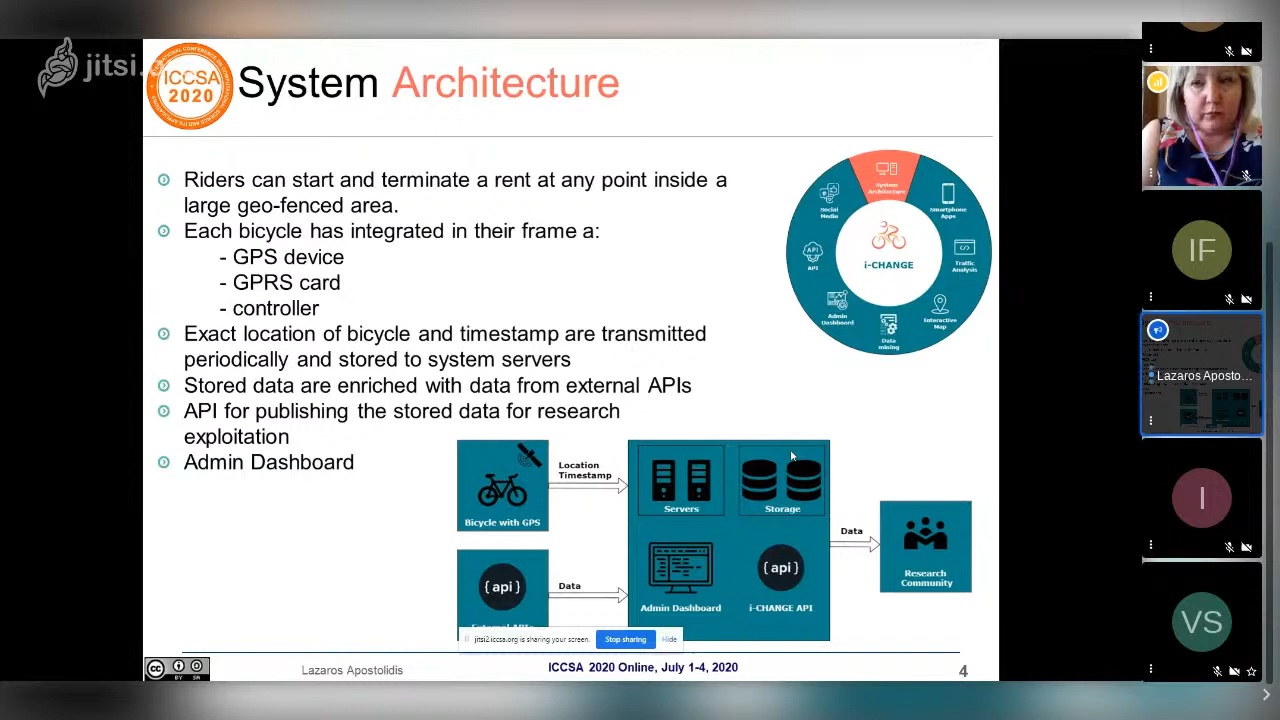 jitsi.
ICCSA
2020
System Architecture
Riders can start and terminate a rent at any point inside a
large geo-fenced area.
Each bicycle has integrated in their frame a:
- GPS device
- GPRS card
- controller
Exact location of bicycle and timestamp are transmitted
periodically and stored to system servers
Stored data are enriched with data from external APIs
API for publishing the stored data for research
exploitation
Admin Dashboard
System
Architecture
Smartphone
Apps
Traffic
Analysis
Interactive
Map
Data
mining
Admin
Dashboard
API
API
Social
Media
i-CHANGE
Bicycle with GPS
Location
Timestamp
Servers
Storage
{ api }
Data
Admin Dashboard
{ api }
i-CHANGE API
Data
Research
Community
jitsi2.iccsa.org is sharing your screen.
Stop sharing
Hide
CC
BY SA
Lazaros Apostolidis
ICCSA 2020 Online, July 1-4, 2020
4
IF
Lazaros Aposto...
I
VS